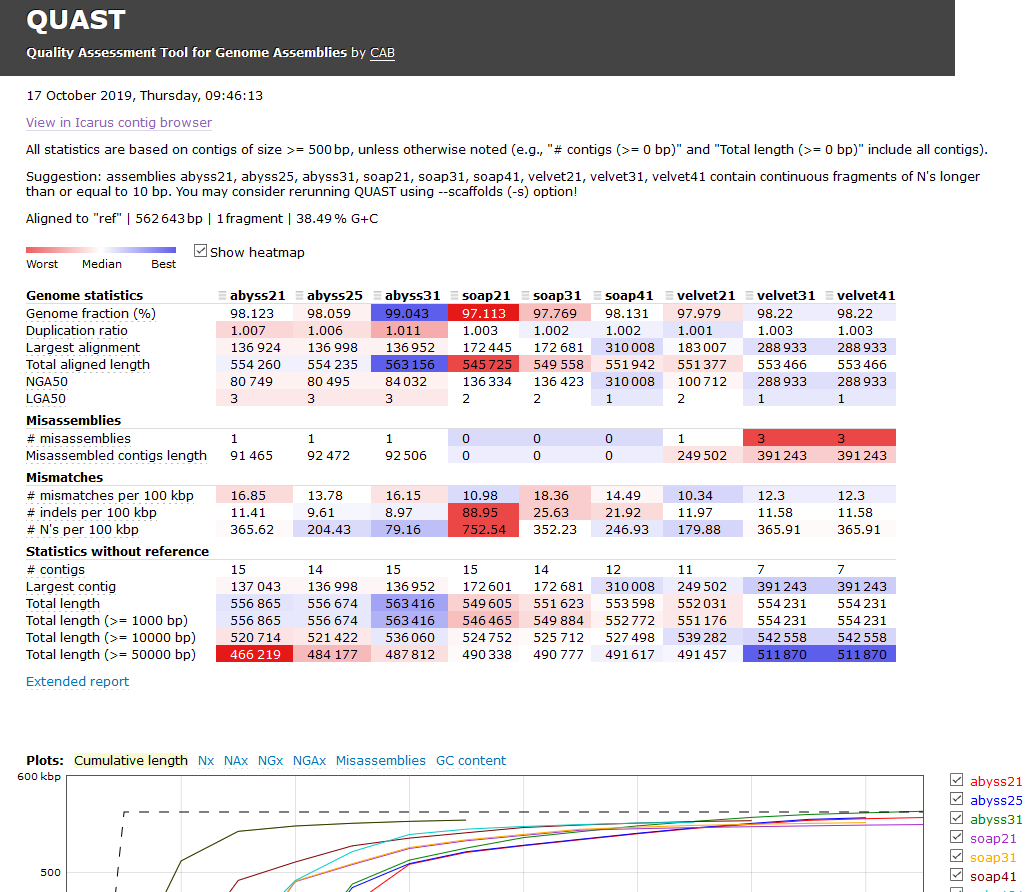 QUAST
Quality Assessment Tool for Genome Assemblies by CAB
17 October 2019, Thursday, 09:46:13
View in Icarus contig browser
All statistics are based on contigs of size >= 500 bp, unless otherwise noted (e.g., "# contigs (>= 0 bp)" and "Total length (>= 0 bp)" include all contigs).
Suggestion: assemblies abyss21, abyss25, abyss31, soap21, soap31, soap41, velvet21, velvet31, velvet41 contain continuous fragments of N's longer
than or equal to 10 bp. You may consider rerunning QUAST using --scaffolds (-s) option!
Aligned to "ref" | 562 643 bp | 1 fragment | 38.49 % G+C
Worst Median Best Show heatmap
Genome statistics abyss21 abyss25 abyss31 soap21 soap31 soap41 velvet21 velvet31 velvet41
Genome fraction (%) 98.123 98.059 99.043 97.113 97.769 98.131 97.979 98.22 98.22
Duplication ratio 1.007 1.006 1.011 1.003 1.002 1.002 1.001 1.003 1.003
Largest alignment 136 924 136 998 136 952 172 445 172 681 310 008 183 007 288 933 288 933
Total aligned length 554 260 554 235 563 156 545 725 549 558 551 942 551 377 553 466 553 466
NGA50 80 749 80 495 84 032 136 334 136 423 310 008 100 712 288 933 288 933
LGA50 3 3 3 2 2 1 2 1 1
Misassemblies
# misassemblies 1 1 1 0 0 0 1 3 3
Misassembled contigs length 91 465 92 472 92 506 0 0 0 249 502 391 243 391 243
Mismatches
# mismatches per 100 kbp 16.85 13.78 16.15 10.98 18.36 14.49 10.34 12.3 12.3
# indels per 100 kbp 11.41 9.61 8.97 88.95 25.63 21.92 11.97 11.58 11.58
# N's per 100 kbp 365.62 204.43 79.16 752.54 352.23 246.93 179.88 365.91 365.91
Statistics without reference
# contigs 15 14 15 15 14 12 11 7 7
Largest contig 137 043 136 998 136 952 172 601 172 681 310 008 249 502 391 243 391 243
Total length 556 865 556 674 563 416 549 605 551 623 553 598 552 031 554 231 554 231
Total length (>= 1000 bp) 556 865 556 674 563 416 546 465 549 884 552 772 551 176 554 231 554 231
Total length (>= 10000 bp) 520 714 521 422 536 060 524 752 525 712 527 498 539 282 542 558 542 558
Total length (>= 50000 bp) 466 219 484 177 487 812 490 338 490 777 491 617 491 457 511 870 511 870
Extended report
Plots: Cumulative length Nx NAx NGx NGAx Misassemblies GC content
600 kbp
500
abyss21
abyss25
abyss31
soap21
soap31
soap41